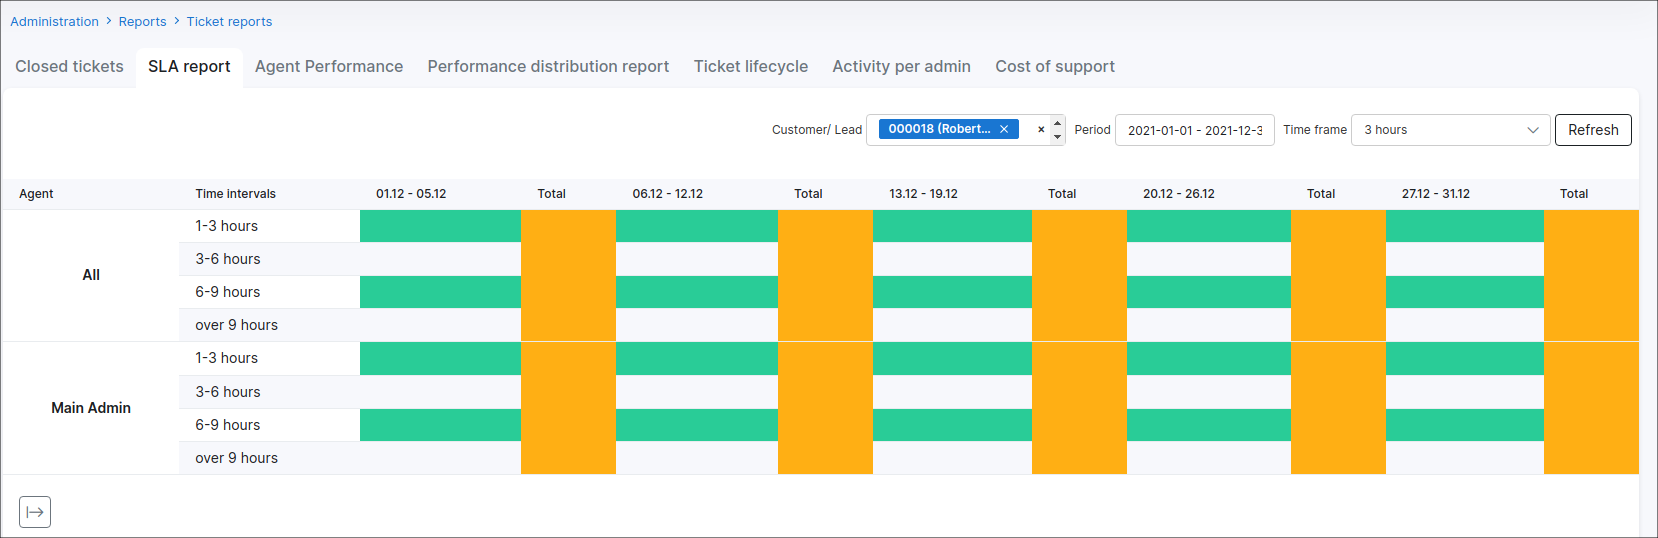 Administration > Reports > Ticket reports
Closed tickets SLA report Agent Performance Performance distribution report Ticket lifecycle Activity per admin Cost of support
Customer/ Lead 000018 (Robert... × × Period 2021-01-01 - 2021-12-3 Time frame 3 hours Refresh
Agent Time intervals 01.12 - 05.12 Total 06.12 - 12.12 Total 13.12 - 19.12 Total 20.12 - 26.12 Total 27.12 - 31.12 Total
All
1-3 hours
3-6 hours
6-9 hours
over 9 hours
Main Admin
1-3 hours
3-6 hours
6-9 hours
over 9 hours